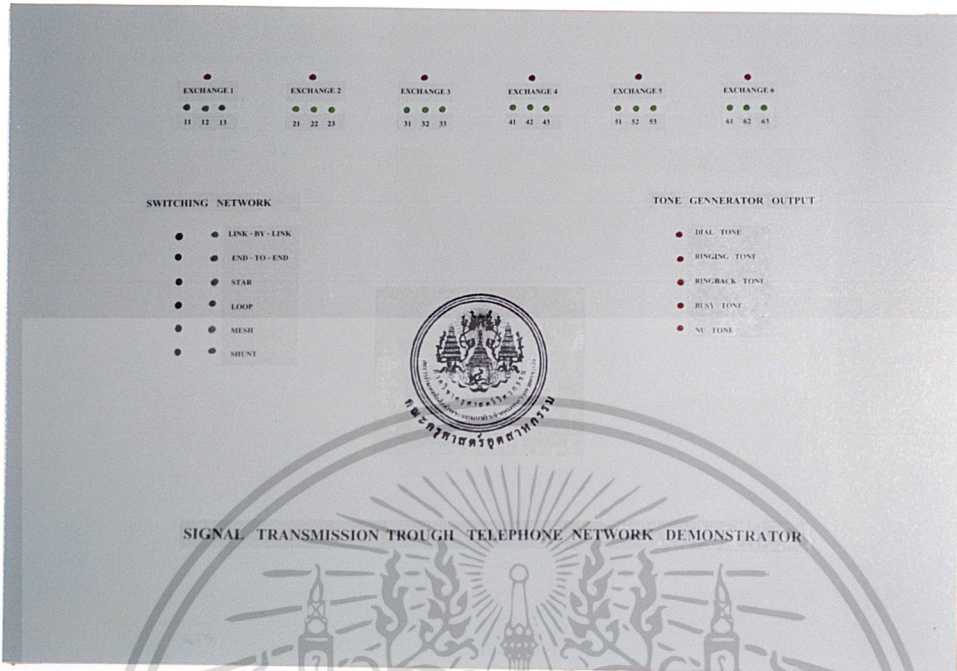 EXCHANGE 1
11 12 13
EXCHANGE 2
21 22 23
EXCHANGE 3
31 32 33
EXCHANGE 4
41 42 43
EXCHANGE 5
51 52 53
EXCHANGE 6
61 62 63
SWITCHING NETWORK
LINK - BY - LINK
END - TO - END
STAR
LOOP
MESH
SHUNT
TONE GENNERATOR OUTPUT
DIAL TONE
RINGING TONE
RINGBACK TONE
BUSY TONE
NU TONE
คณะครุศาสตร์อุตสาหกรรม
SIGNAL TRANSMISSION TROUGH TELEPHONE NETWORK DEMONSTRATOR